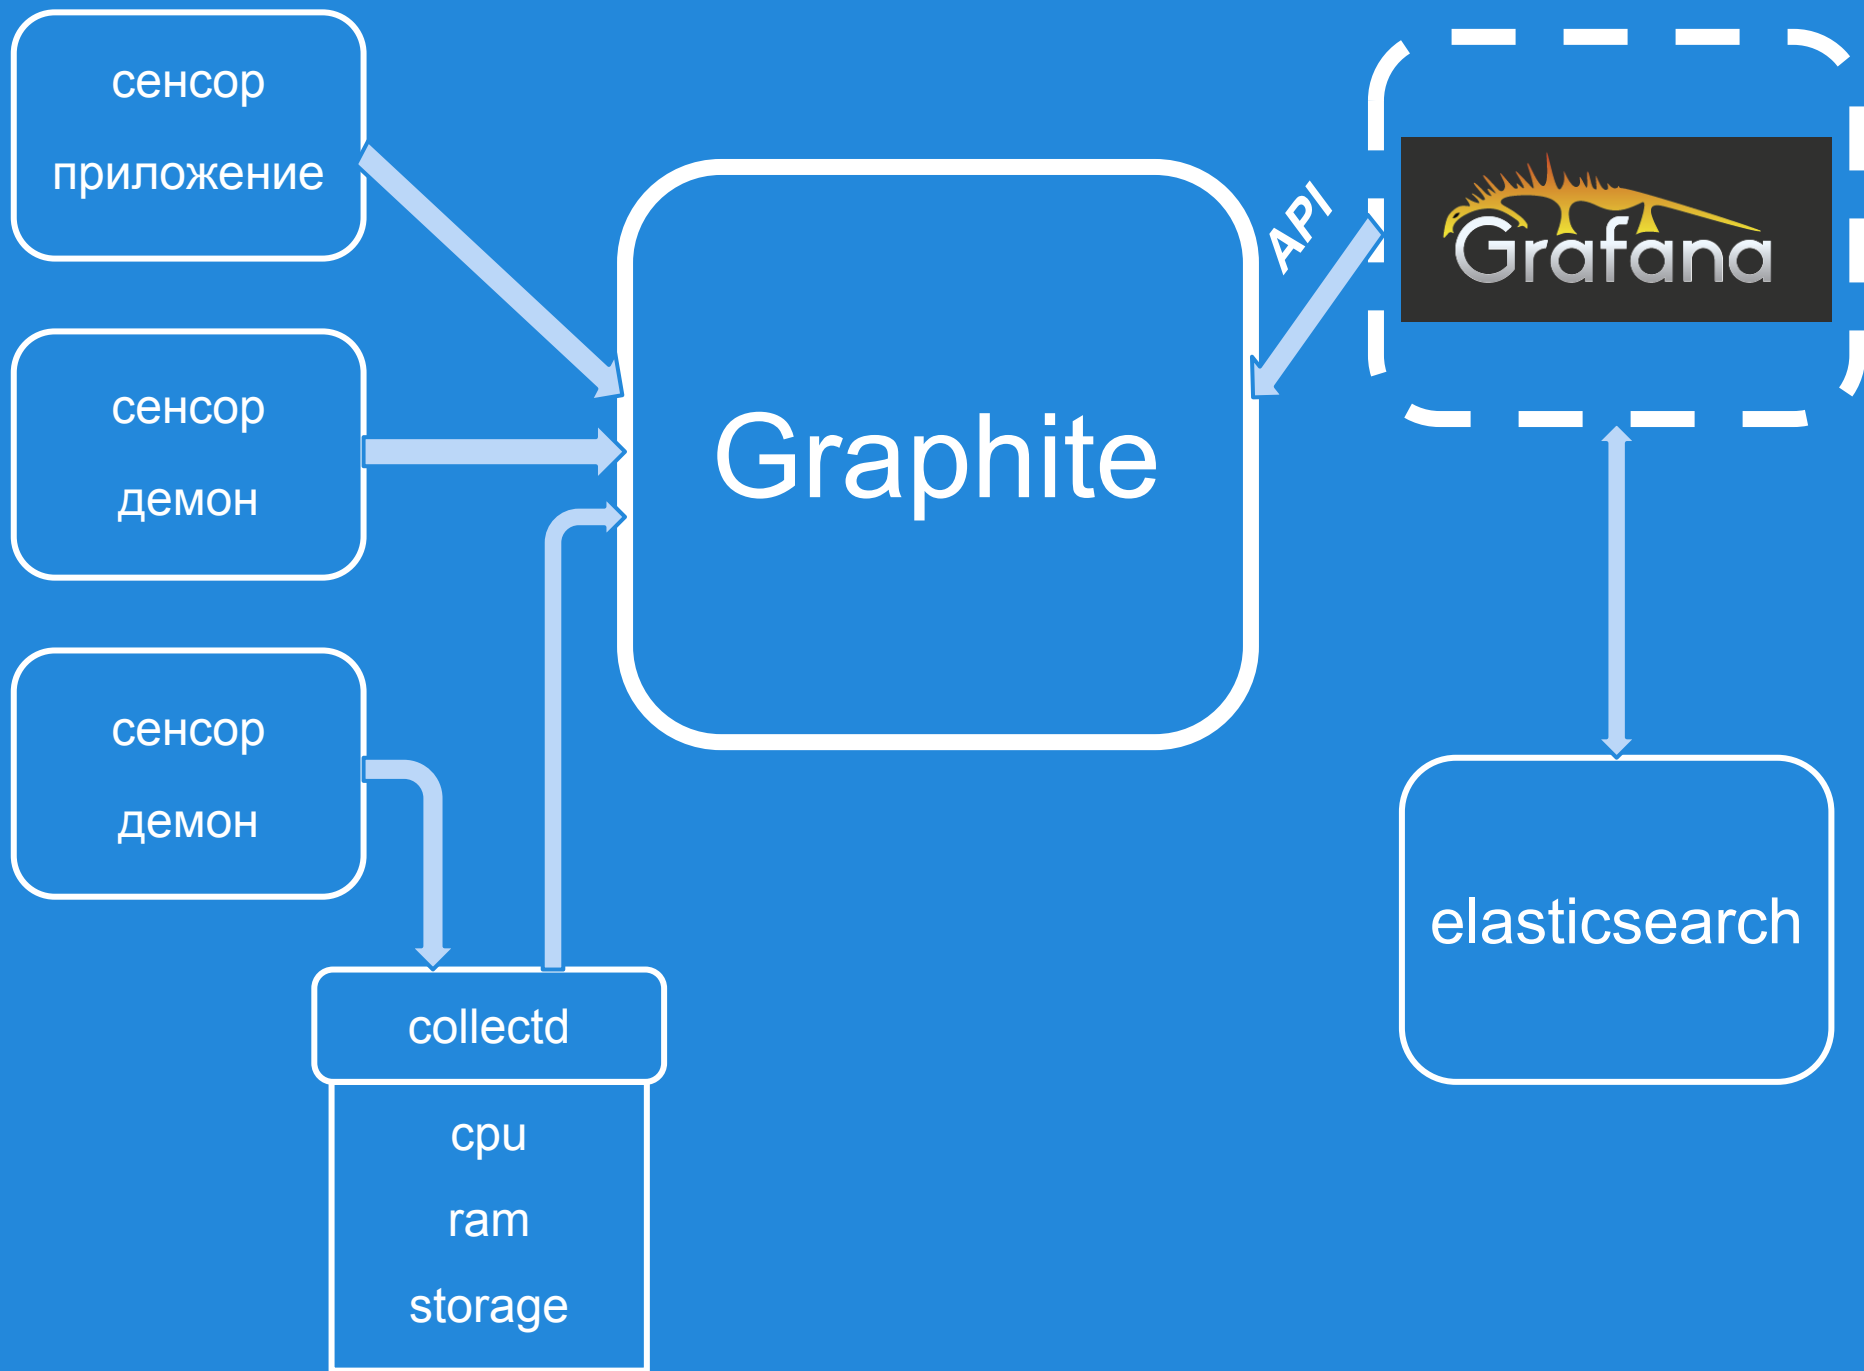 сенсор
приложение
сенсор
демон
сенсор
демон
collectd
cpu
ram
storage
Graphite
API
Grafana
elasticsearch